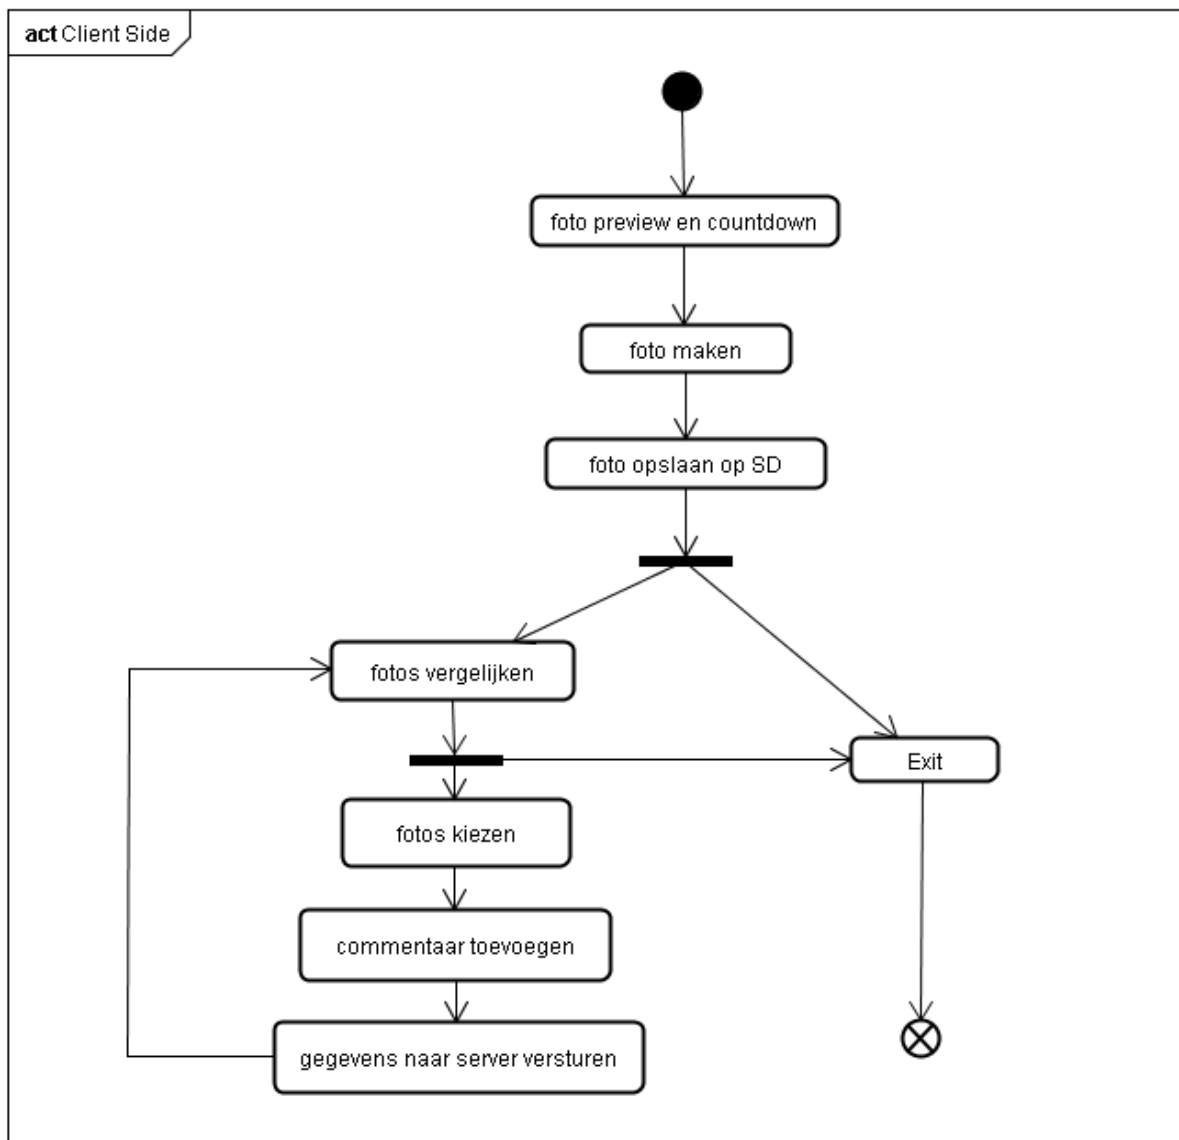 act Client Side
foto preview en countdown
foto maken
foto opslaan op SD
fotos vergelijken
Exit
fotos kiezen
commentaar toevoegen
gegevens naar server versturen